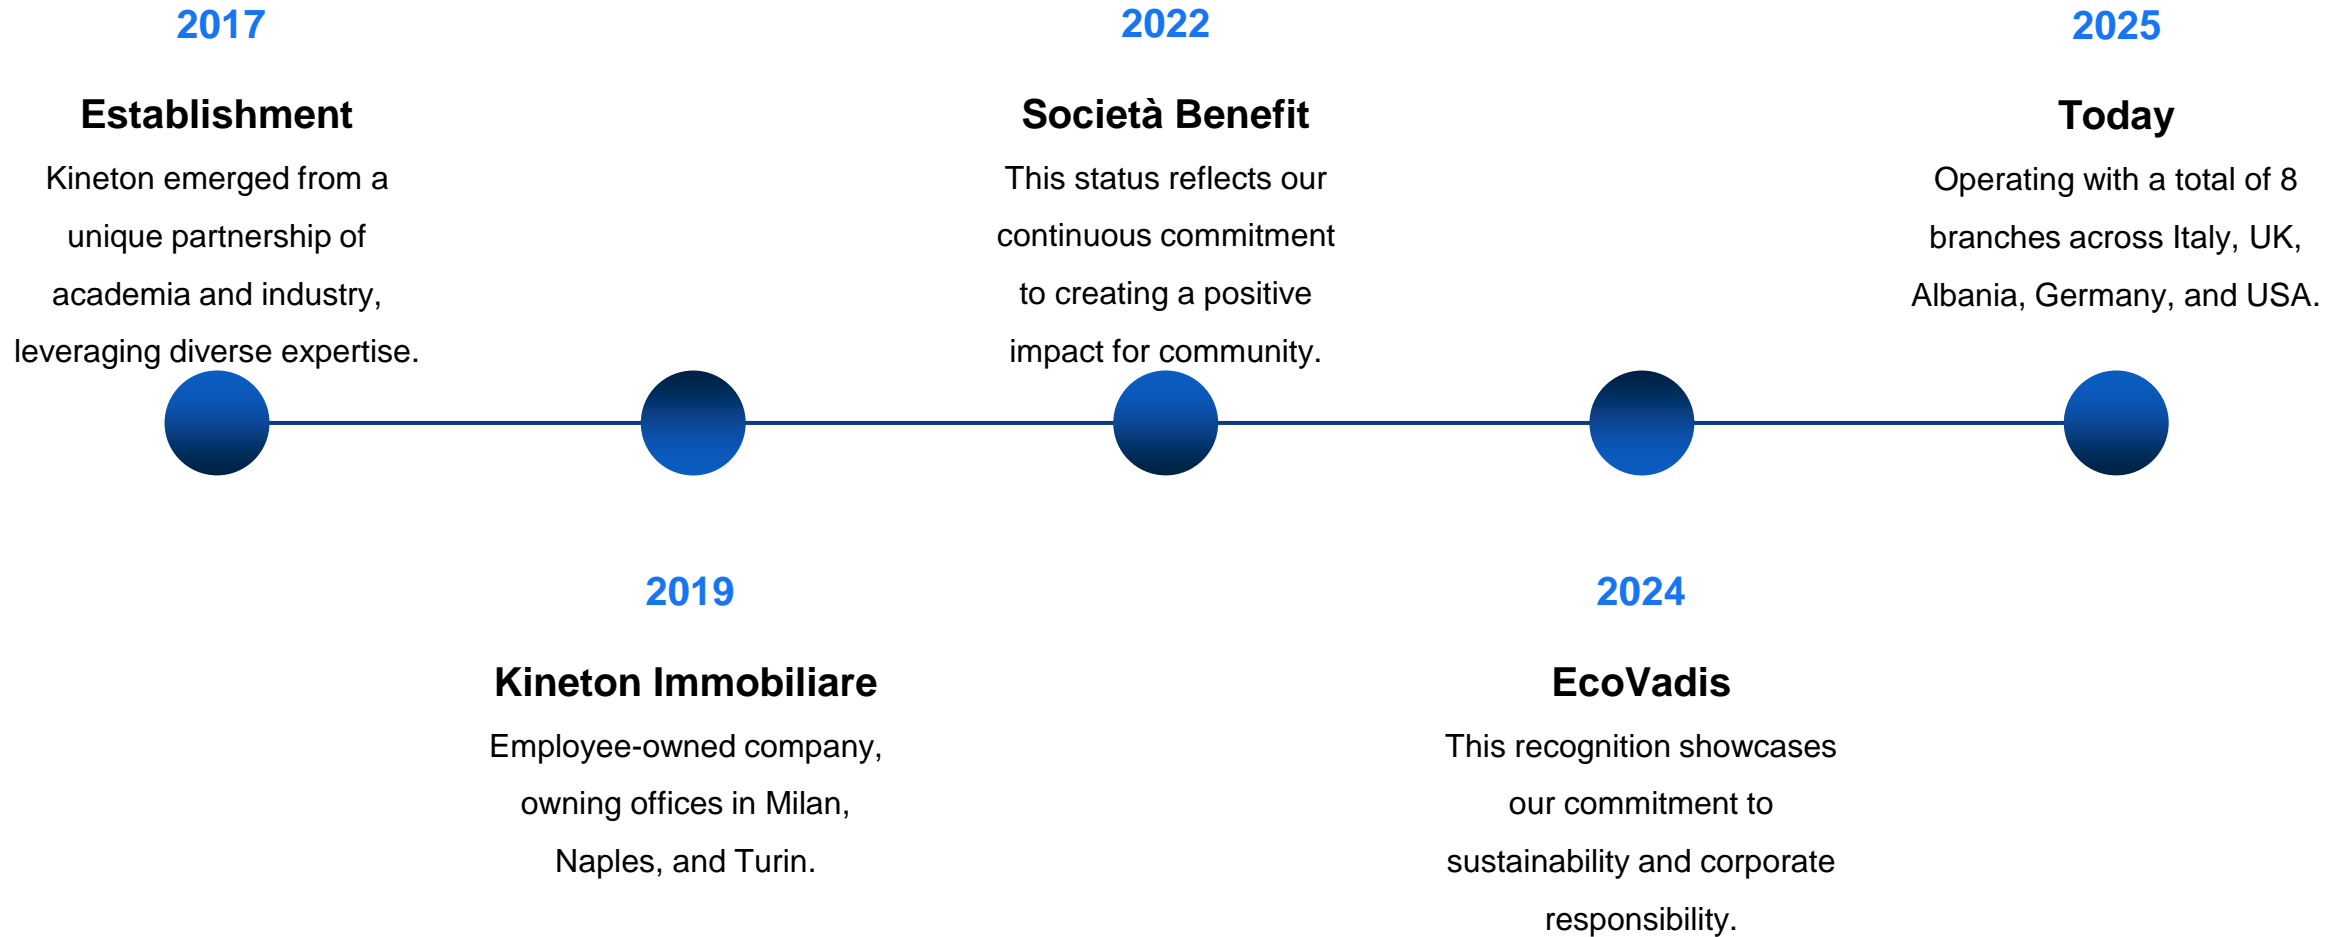 2017
Establishment
Kineton emerged from a
unique partnership of
academia and industry,
leveraging diverse expertise.
2019
Kineton Immobiliare
Employee-owned company,
owning offices in Milan,
Naples, and Turin.
2022
Società Benefit
This status reflects our
continuous commitment
to creating a positive
impact for community.
2024
EcoVadis
This recognition showcases
our commitment to
sustainability and corporate
responsibility.
2025
Today
Operating with a total of 8
branches across Italy, UK,
Albania, Germany, and USA.